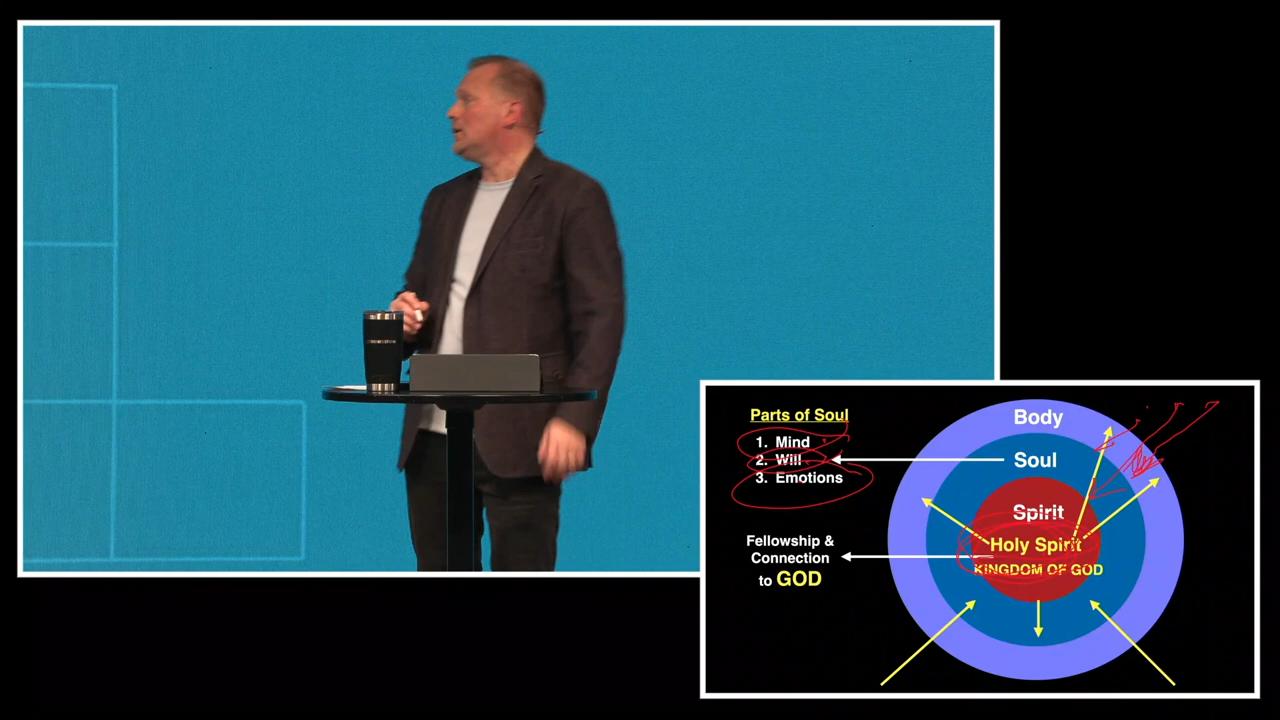 Parts of Soul
1. Mind
2. Will
3. Emotions
Fellowship &
Connection
to GOD
Body
Soul
Spirit
Holy Spirit
KINGDOM OF GOD